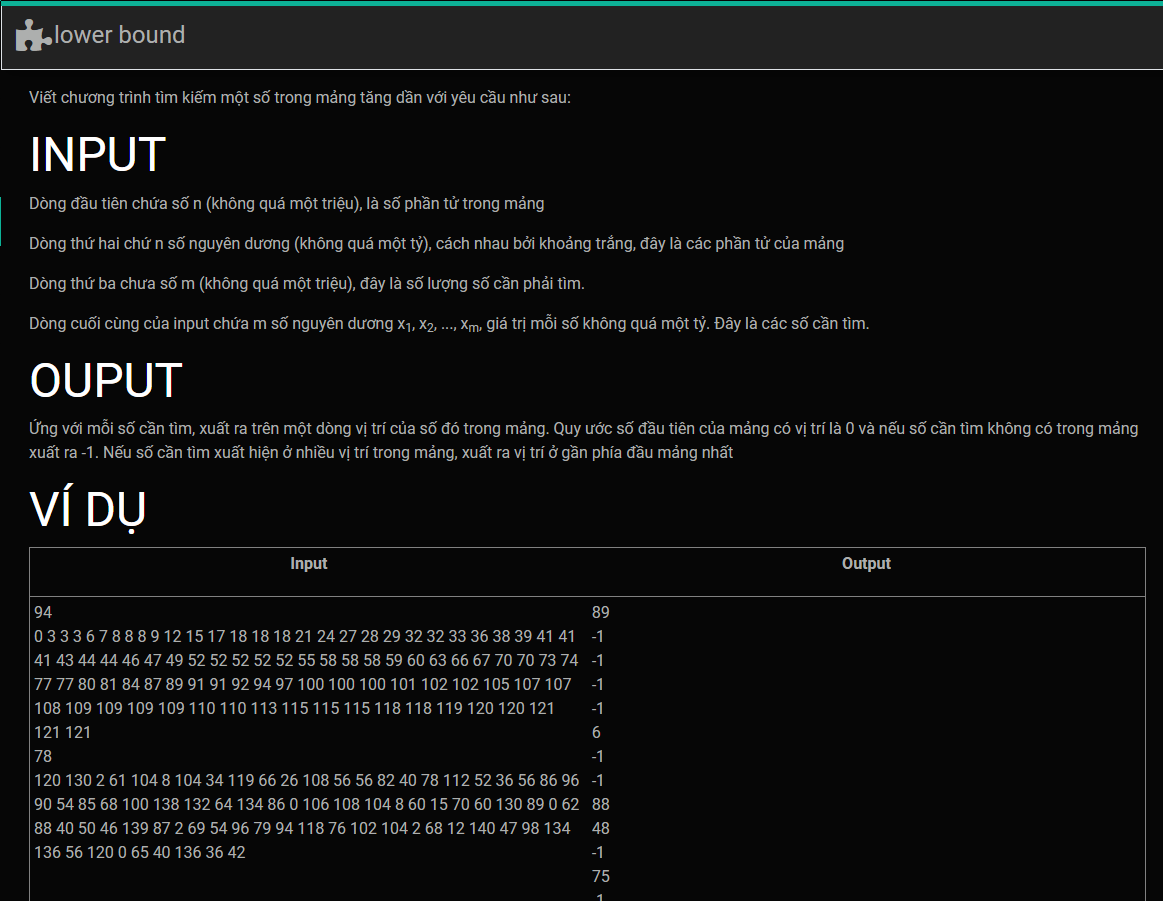 lower bound
Viết chương trình tìm kiếm một số trong mảng tăng dần với yêu cầu như sau:
INPUT
Dòng đầu tiên chứa số n (không quá một triệu), là số phần tử trong mảng
Dòng thứ hai chứ n số nguyên dương (không quá một tỷ), cách nhau bởi khoảng trắng, đây là các phần tử của mảng
Dòng thứ ba chưa số m (không quá một triệu), đây là số lượng số cần phải tìm.
Dòng cuối cùng của input chứa m số nguyên dương x1, x2, ..., xm, giá trị mỗi số không quá một tỷ. Đây là các số cần tìm.
OUPUT
Ứng với mỗi số cần tìm, xuất ra trên một dòng vị trí của số đó trong mảng. Quy ước số đầu tiên của mảng có vị trí là 0 và nếu số cần tìm không có trong mảng
xuất ra -1. Nếu số cần tìm xuất hiện ở nhiều vị trí trong mảng, xuất ra vị trí ở gần phía đầu mảng nhất
VÍ DỤ
Input
Output
94
0 3 3 3 6 7 8 8 8 9 12 15 17 18 18 18 21 24 27 28 29 32 32 33 36 38 39 41 41
41 43 44 44 46 47 49 52 52 52 52 52 55 58 58 58 59 60 63 66 67 70 70 73 74
77 77 80 81 84 87 89 91 91 92 94 97 100 100 100 101 102 102 105 107 107
108 109 109 109 109 110 110 113 115 115 115 118 118 119 120 120 121
121 121
78
120 130 2 61 104 8 104 34 119 66 26 108 56 56 82 40 78 112 52 36 56 86 96
90 54 85 68 100 138 132 64 134 86 0 106 108 104 8 60 15 70 60 130 89 0 62
88 40 50 46 139 87 2 69 54 96 79 94 118 76 102 104 2 68 12 140 47 98 134
136 56 120 0 65 40 136 36 42
89
-1
-1
-1
-1
6
-1
-1
88
48
-1
75
-1